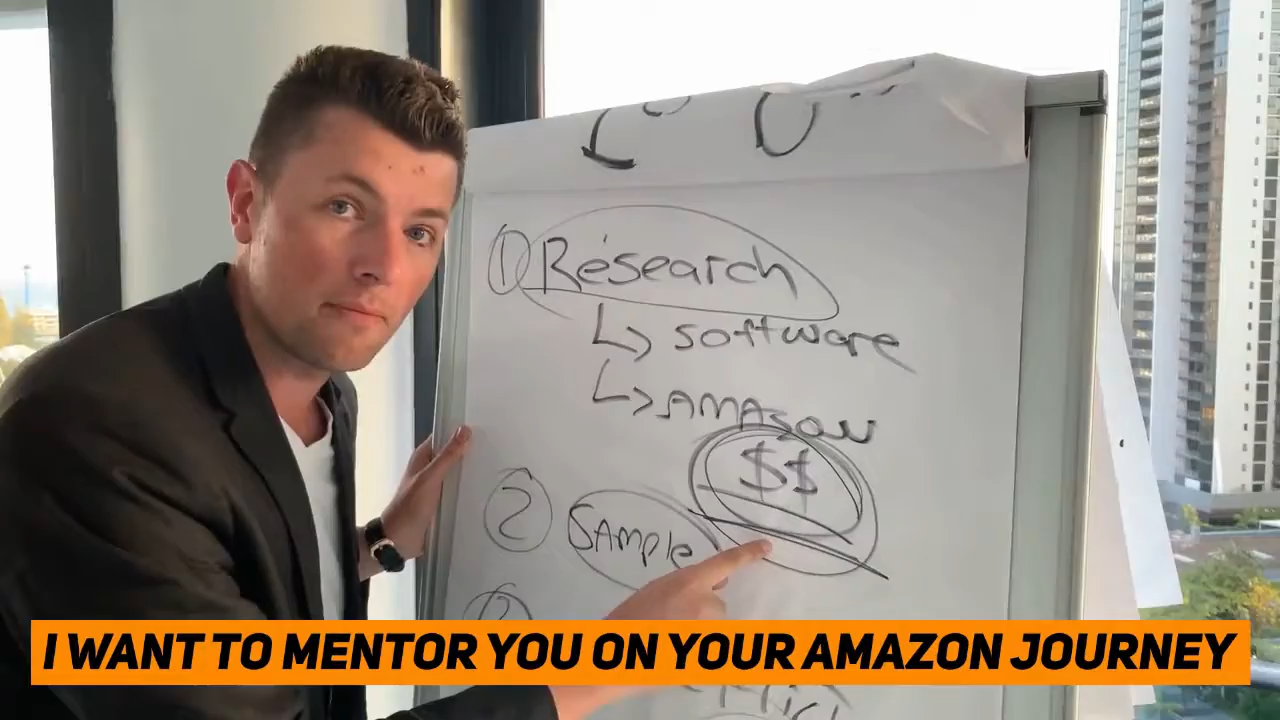 ① Research
↳ software
↳ AMAZON
$$
② SAMple
I WANT TO MENTOR YOU ON YOUR AMAZON JOURNEY